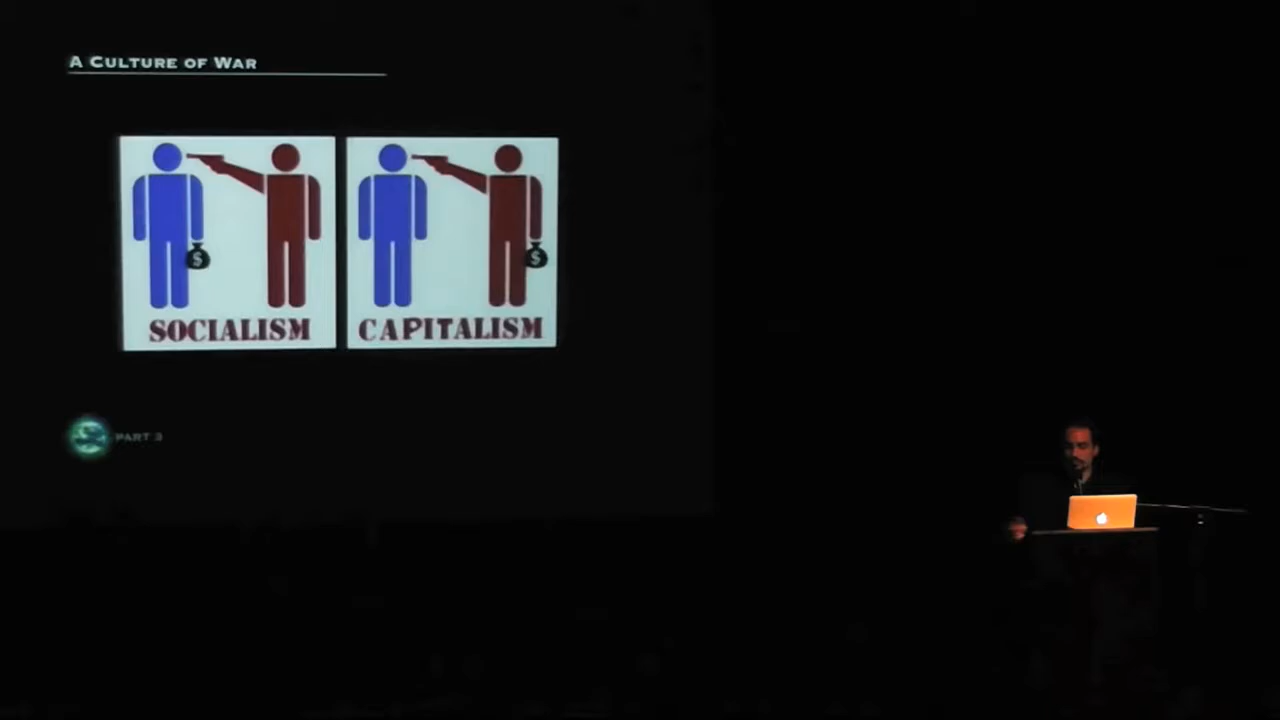 A CULTURE OF WAR
$
$
SOCIALISM
CAPITALISM
PART 3